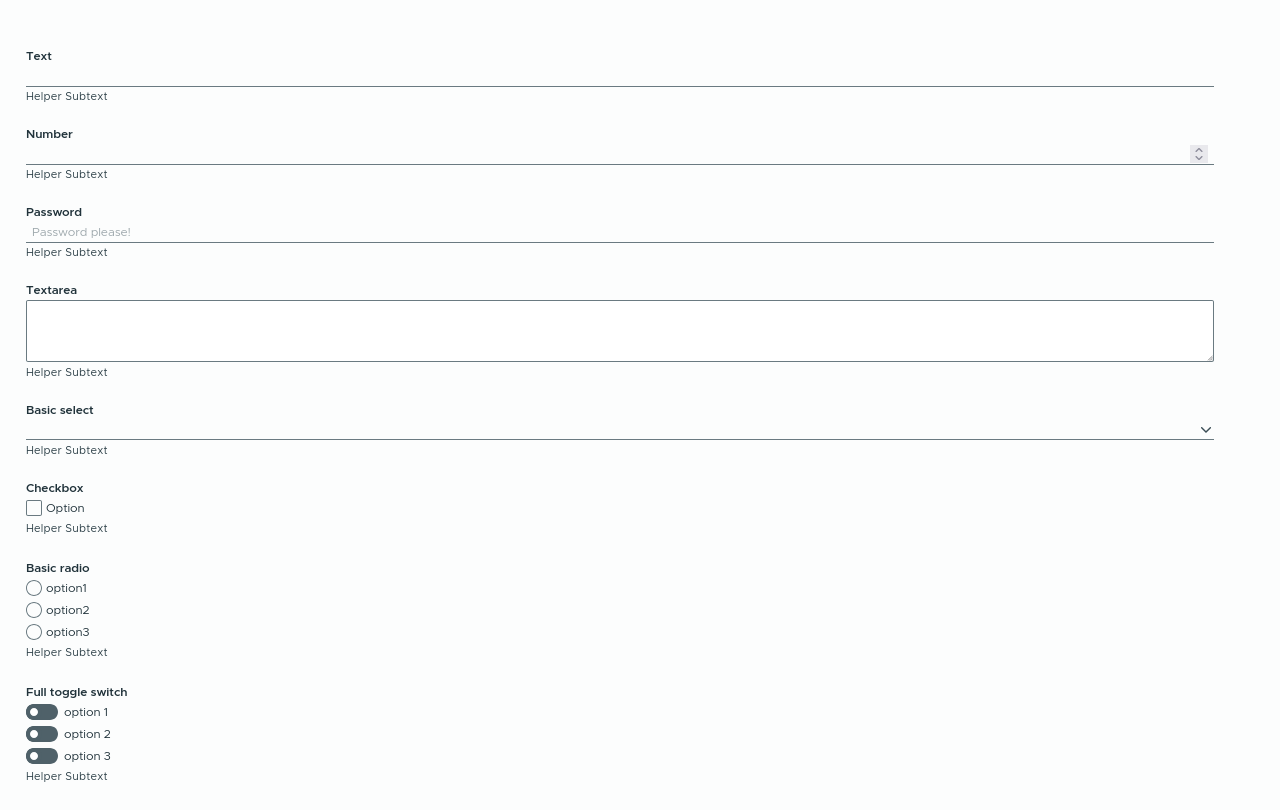 Text
Helper Subtext
Number
Helper Subtext
Password
Password please!
Helper Subtext
Textarea
Helper Subtext
Basic select
Helper Subtext
Checkbox
Option
Helper Subtext
Basic radio
option1
option2
option3
Helper Subtext
Full toggle switch
option 1
option 2
option 3
Helper Subtext